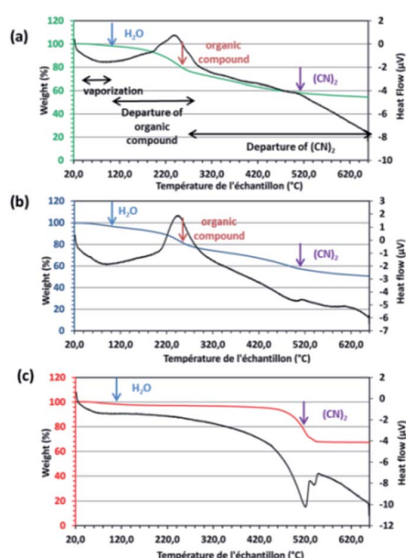 (a)
120
100
80
60
40
20
0
Weight (%)
H₂O
organic
compound
(CN)₂
vaporization
Departure of
organic
compound
Departure of (CN)₂
2
0
-2
-4
-6
-8
-10
Heat Flow (µV)
20,0 120,0 220,0 320,0 420,0 520,0 620,0
Température de l'échantillon (°C)
(b)
120
100
80
60
40
20
0
Weight (%)
H₂O
organic
compound
(CN)₂
3
2
1
0
-1
-2
-3
-4
-5
-6
-7
Heat flow (µV)
20,0 120,0 220,0 320,0 420,0 520,0 620,0
Température de l'échantillon (°C)
(c)
120
100
80
60
40
20
0
Weight (%)
H₂O
(CN)₂
2
0
-2
-4
-6
-8
-10
-12
Heat flow (µV)
20,0 120,0 220,0 320,0 420,0 520,0 620,0
Température de l'échantillon (°C)